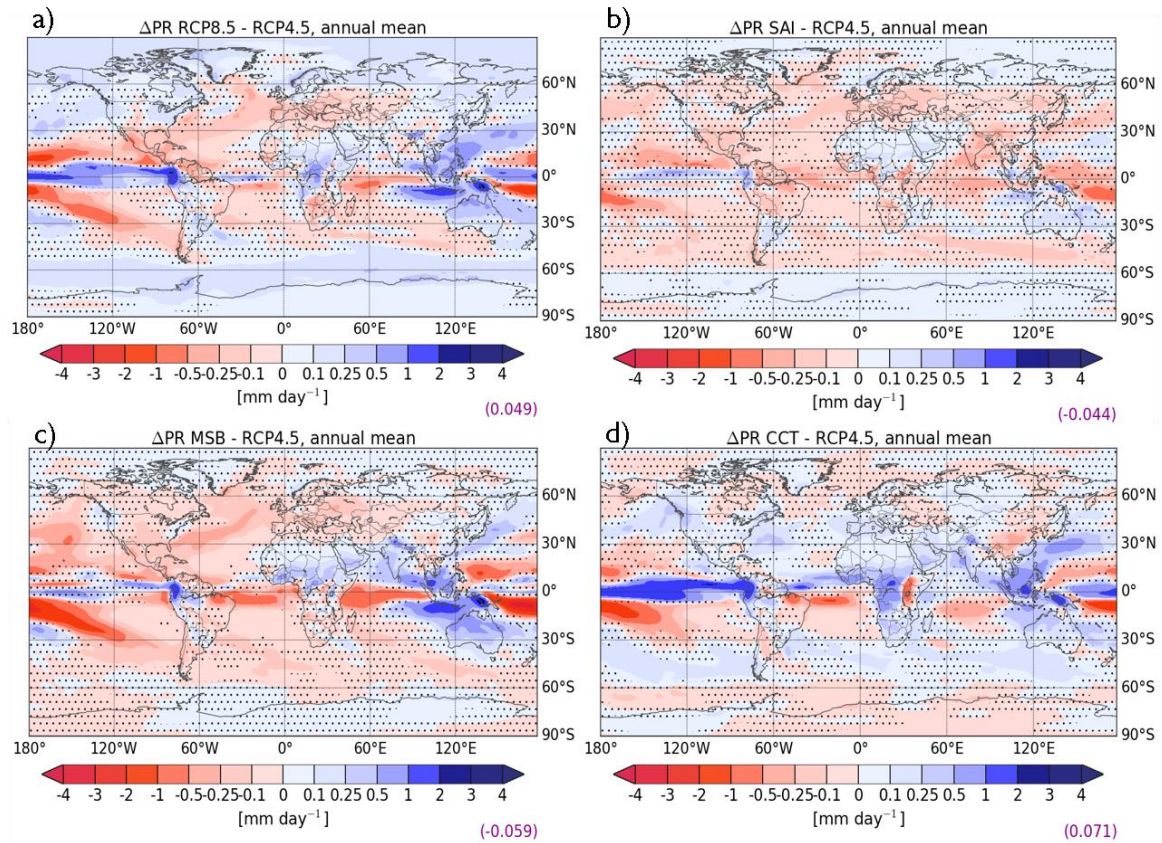 a)
ΔPR RCP8.5 - RCP4.5, annual mean
60°N
30°N
0°
30°S
60°S
90°S
180° 120°W 60°W 0° 60°E 120°E
-4 -3 -2 -1 -0.5 -0.25 -0.1 0 0.1 0.25 0.5 1 2 3 4
[mm day⁻¹]
(0.049)
b)
ΔPR SAI - RCP4.5, annual mean
60°N
30°N
0°
30°S
60°S
90°S
180° 120°W 60°W 0° 60°E 120°E
-4 -3 -2 -1 -0.5 -0.25 -0.1 0 0.1 0.25 0.5 1 2 3 4
[mm day⁻¹]
(-0.044)
c)
ΔPR MSB - RCP4.5, annual mean
60°N
30°N
0°
30°S
60°S
90°S
180° 120°W 60°W 0° 60°E 120°E
-4 -3 -2 -1 -0.5 -0.25 -0.1 0 0.1 0.25 0.5 1 2 3 4
[mm day⁻¹]
(-0.059)
d)
ΔPR CCT - RCP4.5, annual mean
60°N
30°N
0°
30°S
60°S
90°S
180° 120°W 60°W 0° 60°E 120°E
-4 -3 -2 -1 -0.5 -0.25 -0.1 0 0.1 0.25 0.5 1 2 3 4
[mm day⁻¹]
(0.071)